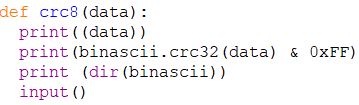 def crc8(data):
  print((data))
  print(binascii.crc32(data) & 0xFF)
  print (dir(binascii))
  input()